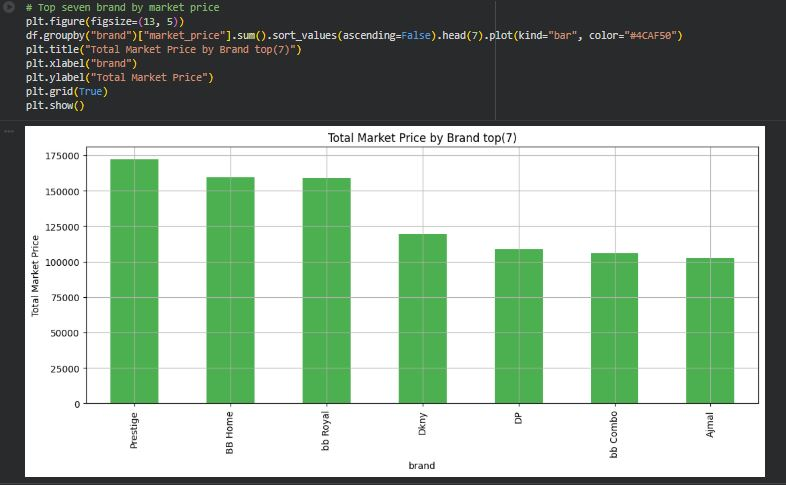 # Top seven brand by market price
plt.figure(figsize=(13, 5))
df.groupby("brand")["market_price"].sum().sort_values(ascending=False).head(7).plot(kind="bar", color="#4CAF50")
plt.title("Total Market Price by Brand top(7)")
plt.xlabel("brand")
plt.ylabel("Total Market Price")
plt.grid(True)
plt.show()
Total Market Price by Brand top(7)
Total Market Price
175000
150000
125000
100000
75000
50000
25000
0
Prestige
BB Home
bb Royal
Dkny
DP
bb Combo
Ajmal
brand